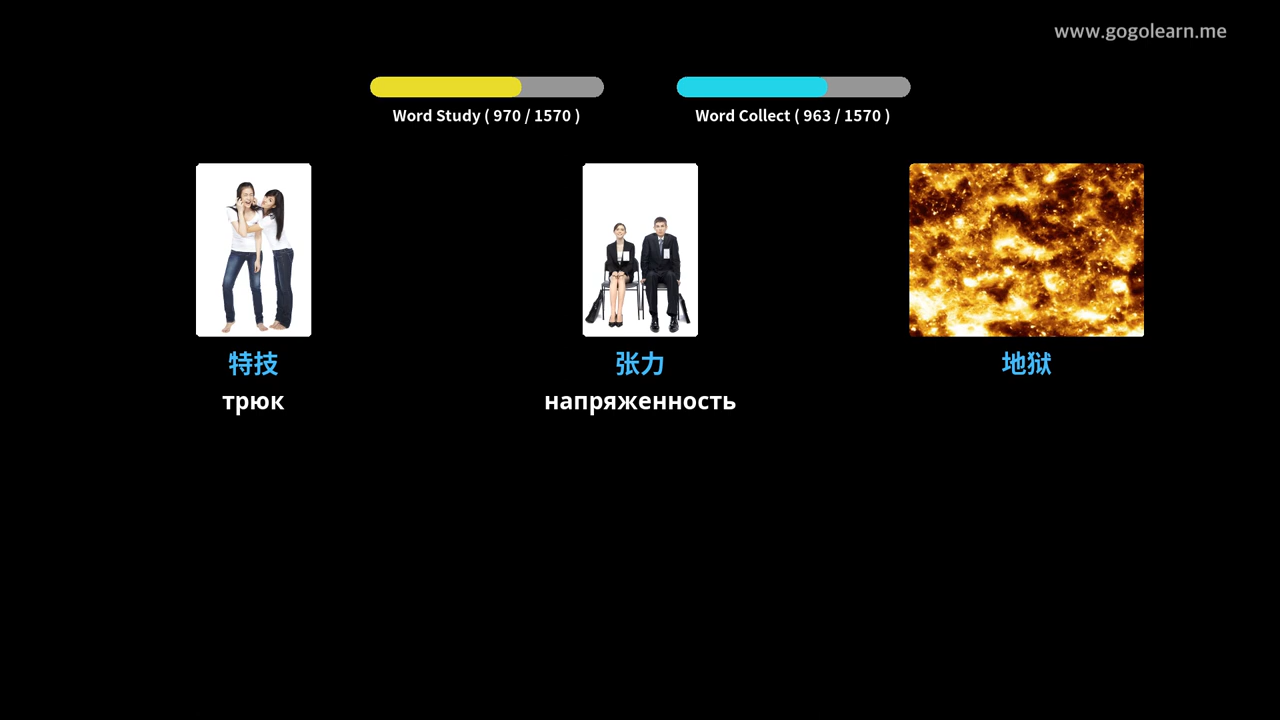 www.gogolearn.me
Word Study ( 970 / 1570 )
Word Collect ( 963 / 1570 )
特技
张力
地狱
трюк
напряженность